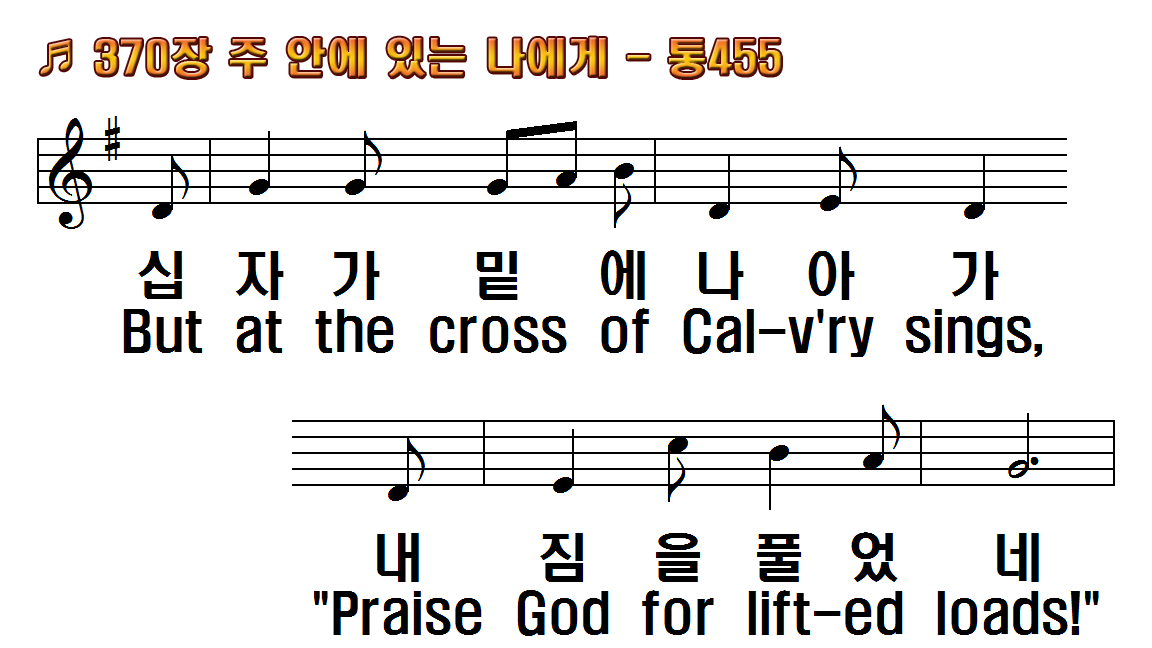 ♬ 370장 주 안에 있는 나에게 - 통455
십 자 가 밑 에 나 아 가
But at the cross of Cal-v'ry sings,
내 짐 을 풀 었 네
"Praise God for lift-ed loads!"